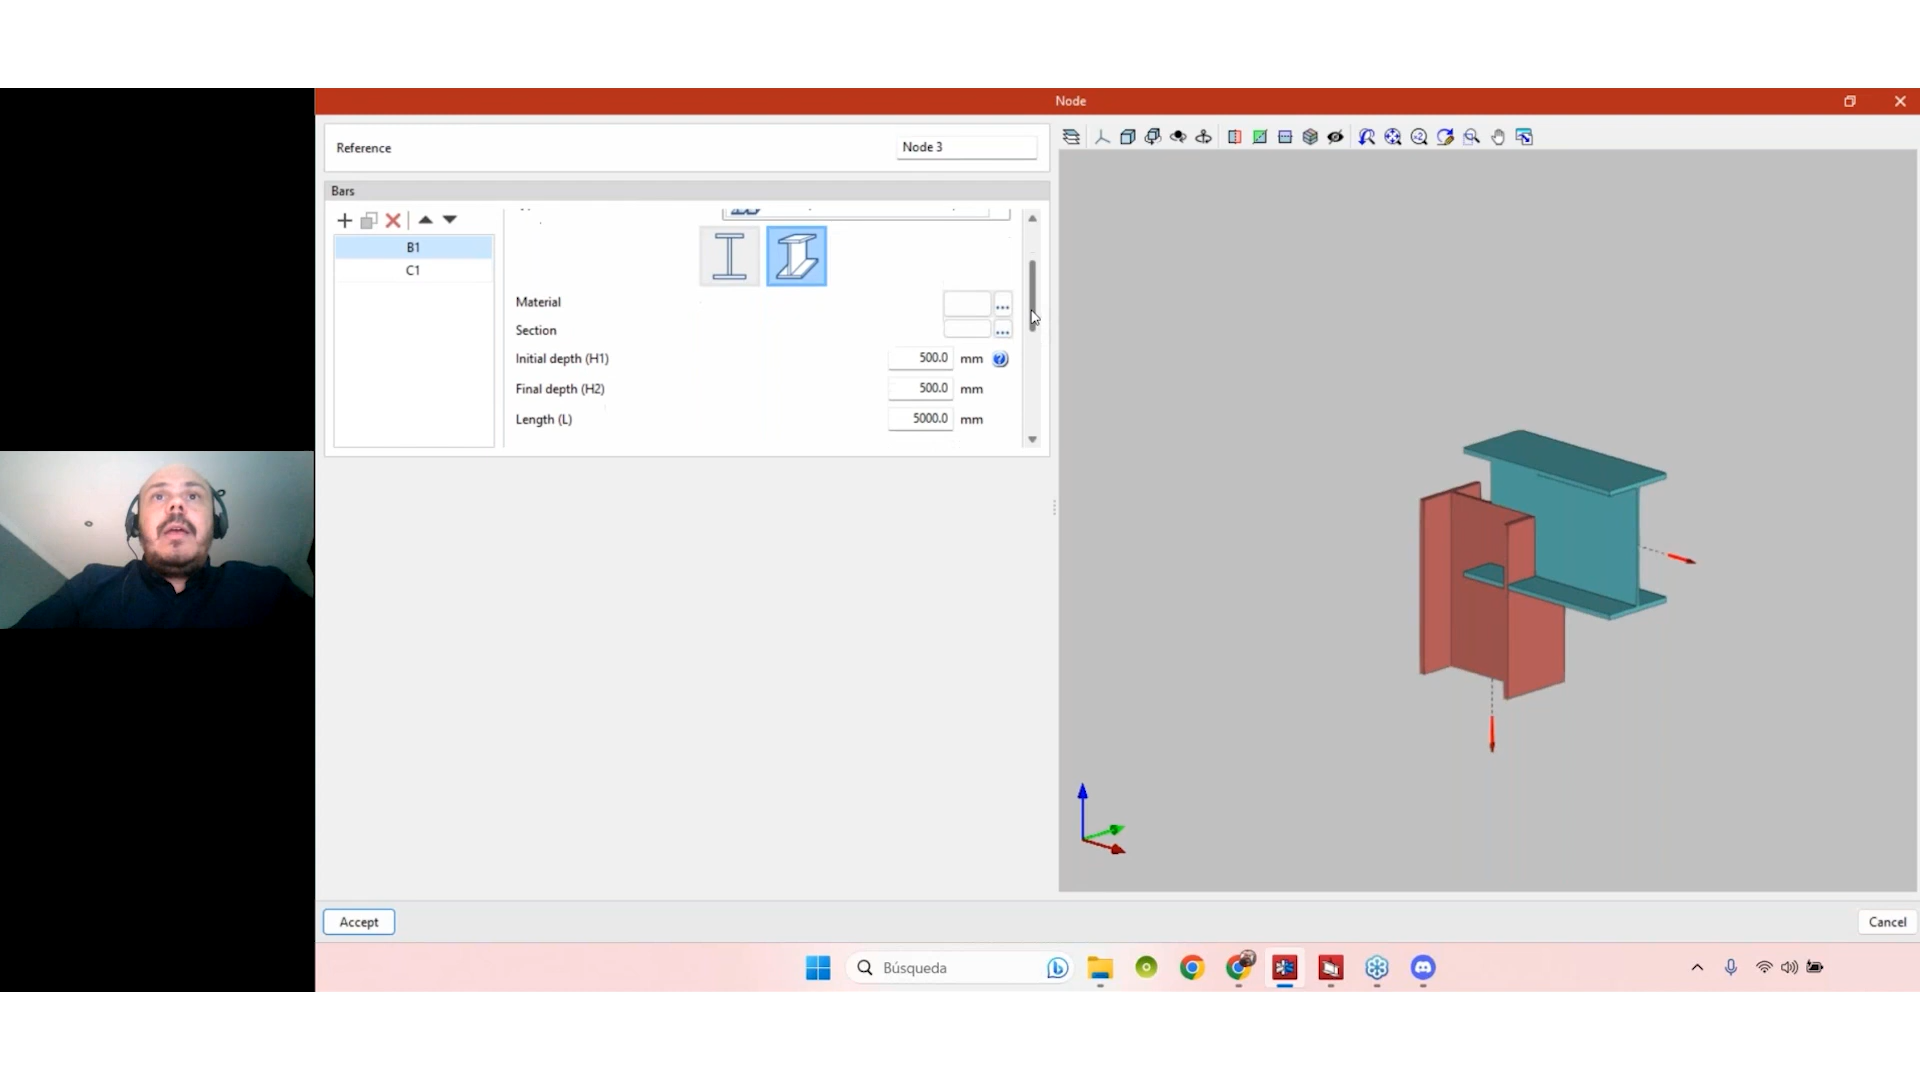 Node
Reference
Node 3
Bars
B1
C1
Material
...
Section
...
Initial depth (H1)
500.0 mm
Final depth (H2)
500.0 mm
Length (L)
5000.0 mm
Accept
Cancel
Búsqueda